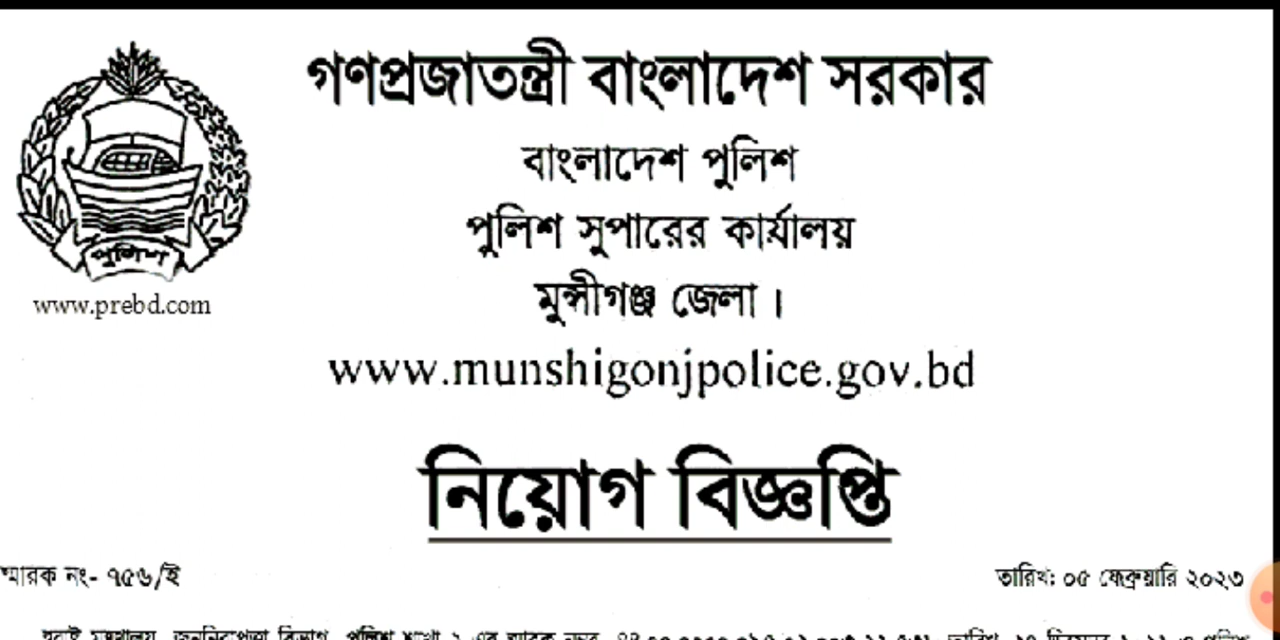 গণপ্রজাতন্ত্রী বাংলাদেশ সরকার
বাংলাদেশ পুলিশ
পুলিশ সুপারের কার্যালয়
মুন্সীগঞ্জ জেলা।
www.munshigonjpolice.gov.bd
পুলিশ
www.prebd.com
নিয়োগ বিজ্ঞপ্তি
স্মারক নং- ৭৫৬/ই
তারিখ: ০৫ ফেব্রুয়ারি ২০২৩